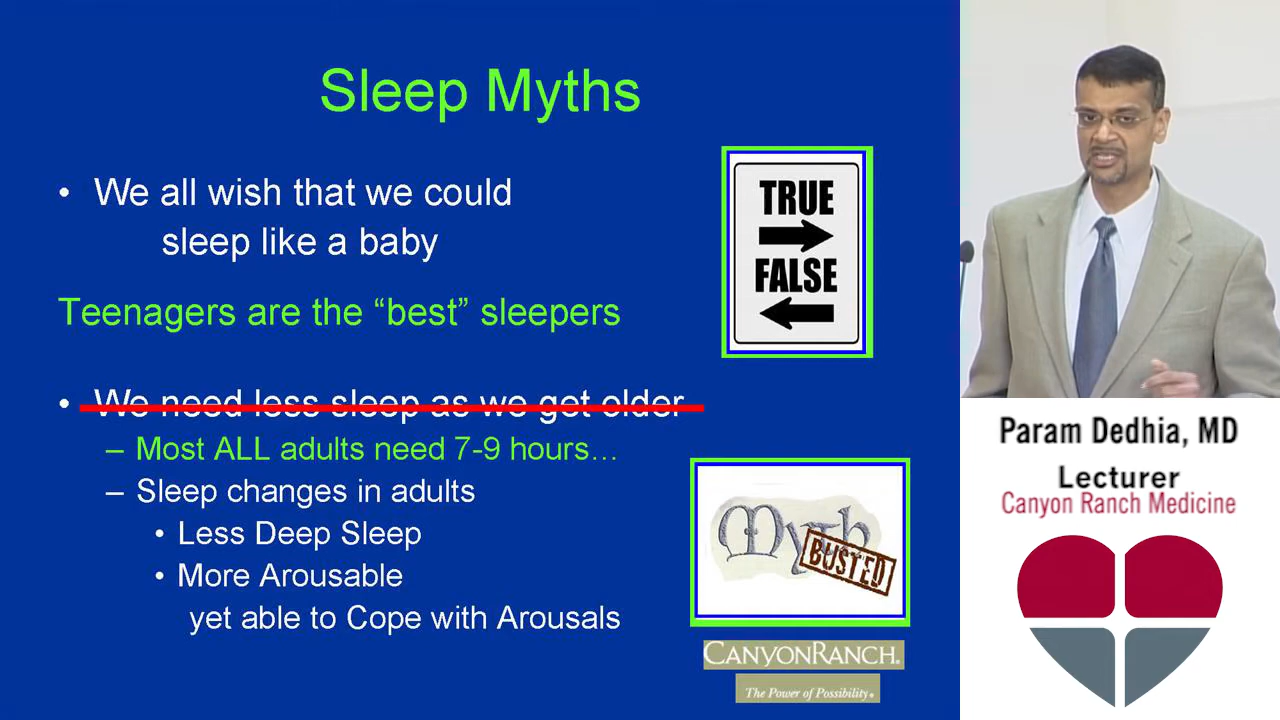 Sleep Myths
• We all wish that we could
sleep like a baby
Teenagers are the “best” sleepers
• We need less sleep as we get older
– Most ALL adults need 7-9 hours…
– Sleep changes in adults
• Less Deep Sleep
• More Arousable
yet able to Cope with Arousals
TRUE
FALSE
Myth
BUSTED
CANYONRANCH.
The Power of Possibility.
Param Dedhia, MD
Lecturer
Canyon Ranch Medicine